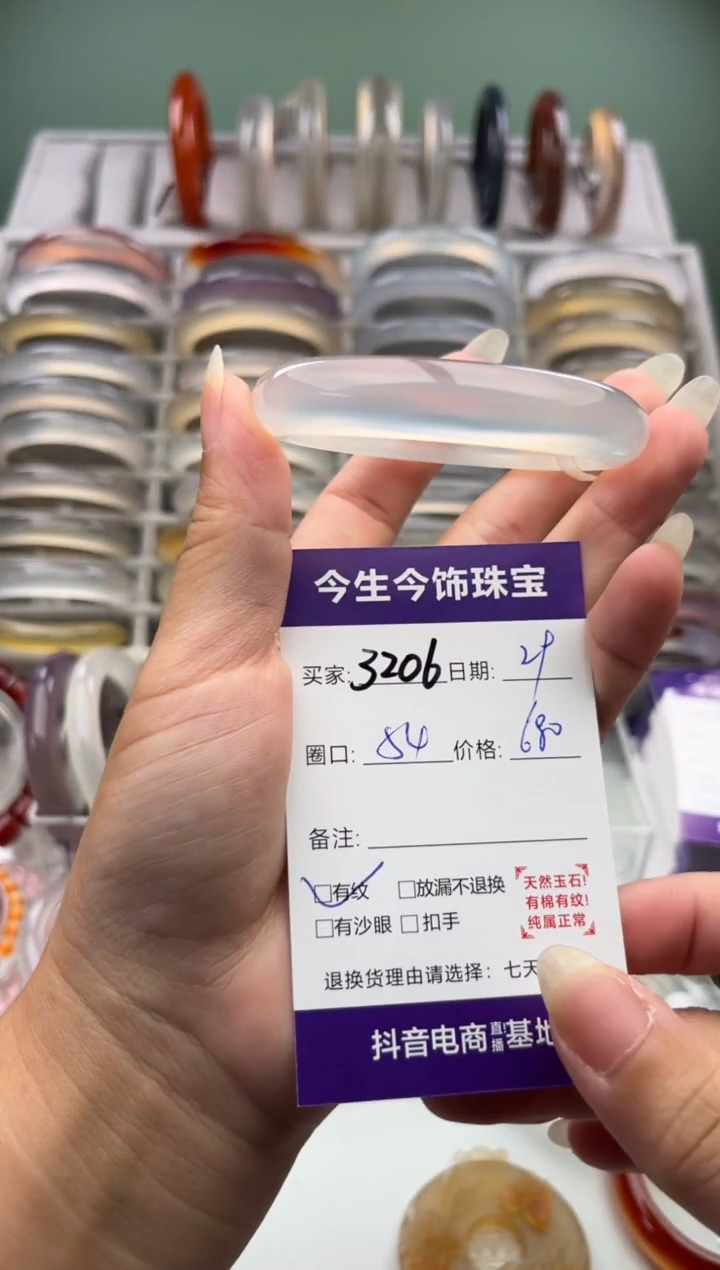 今生今饰珠宝
买家:3206 日期: 29
圈口: 54 价格: 680
备注:
□有纹 □放漏不退换
□有沙眼 □扣手
天然玉石!
有棉有纹!
纯属正常
退换货理由请选择：七天
抖音电商直播基地